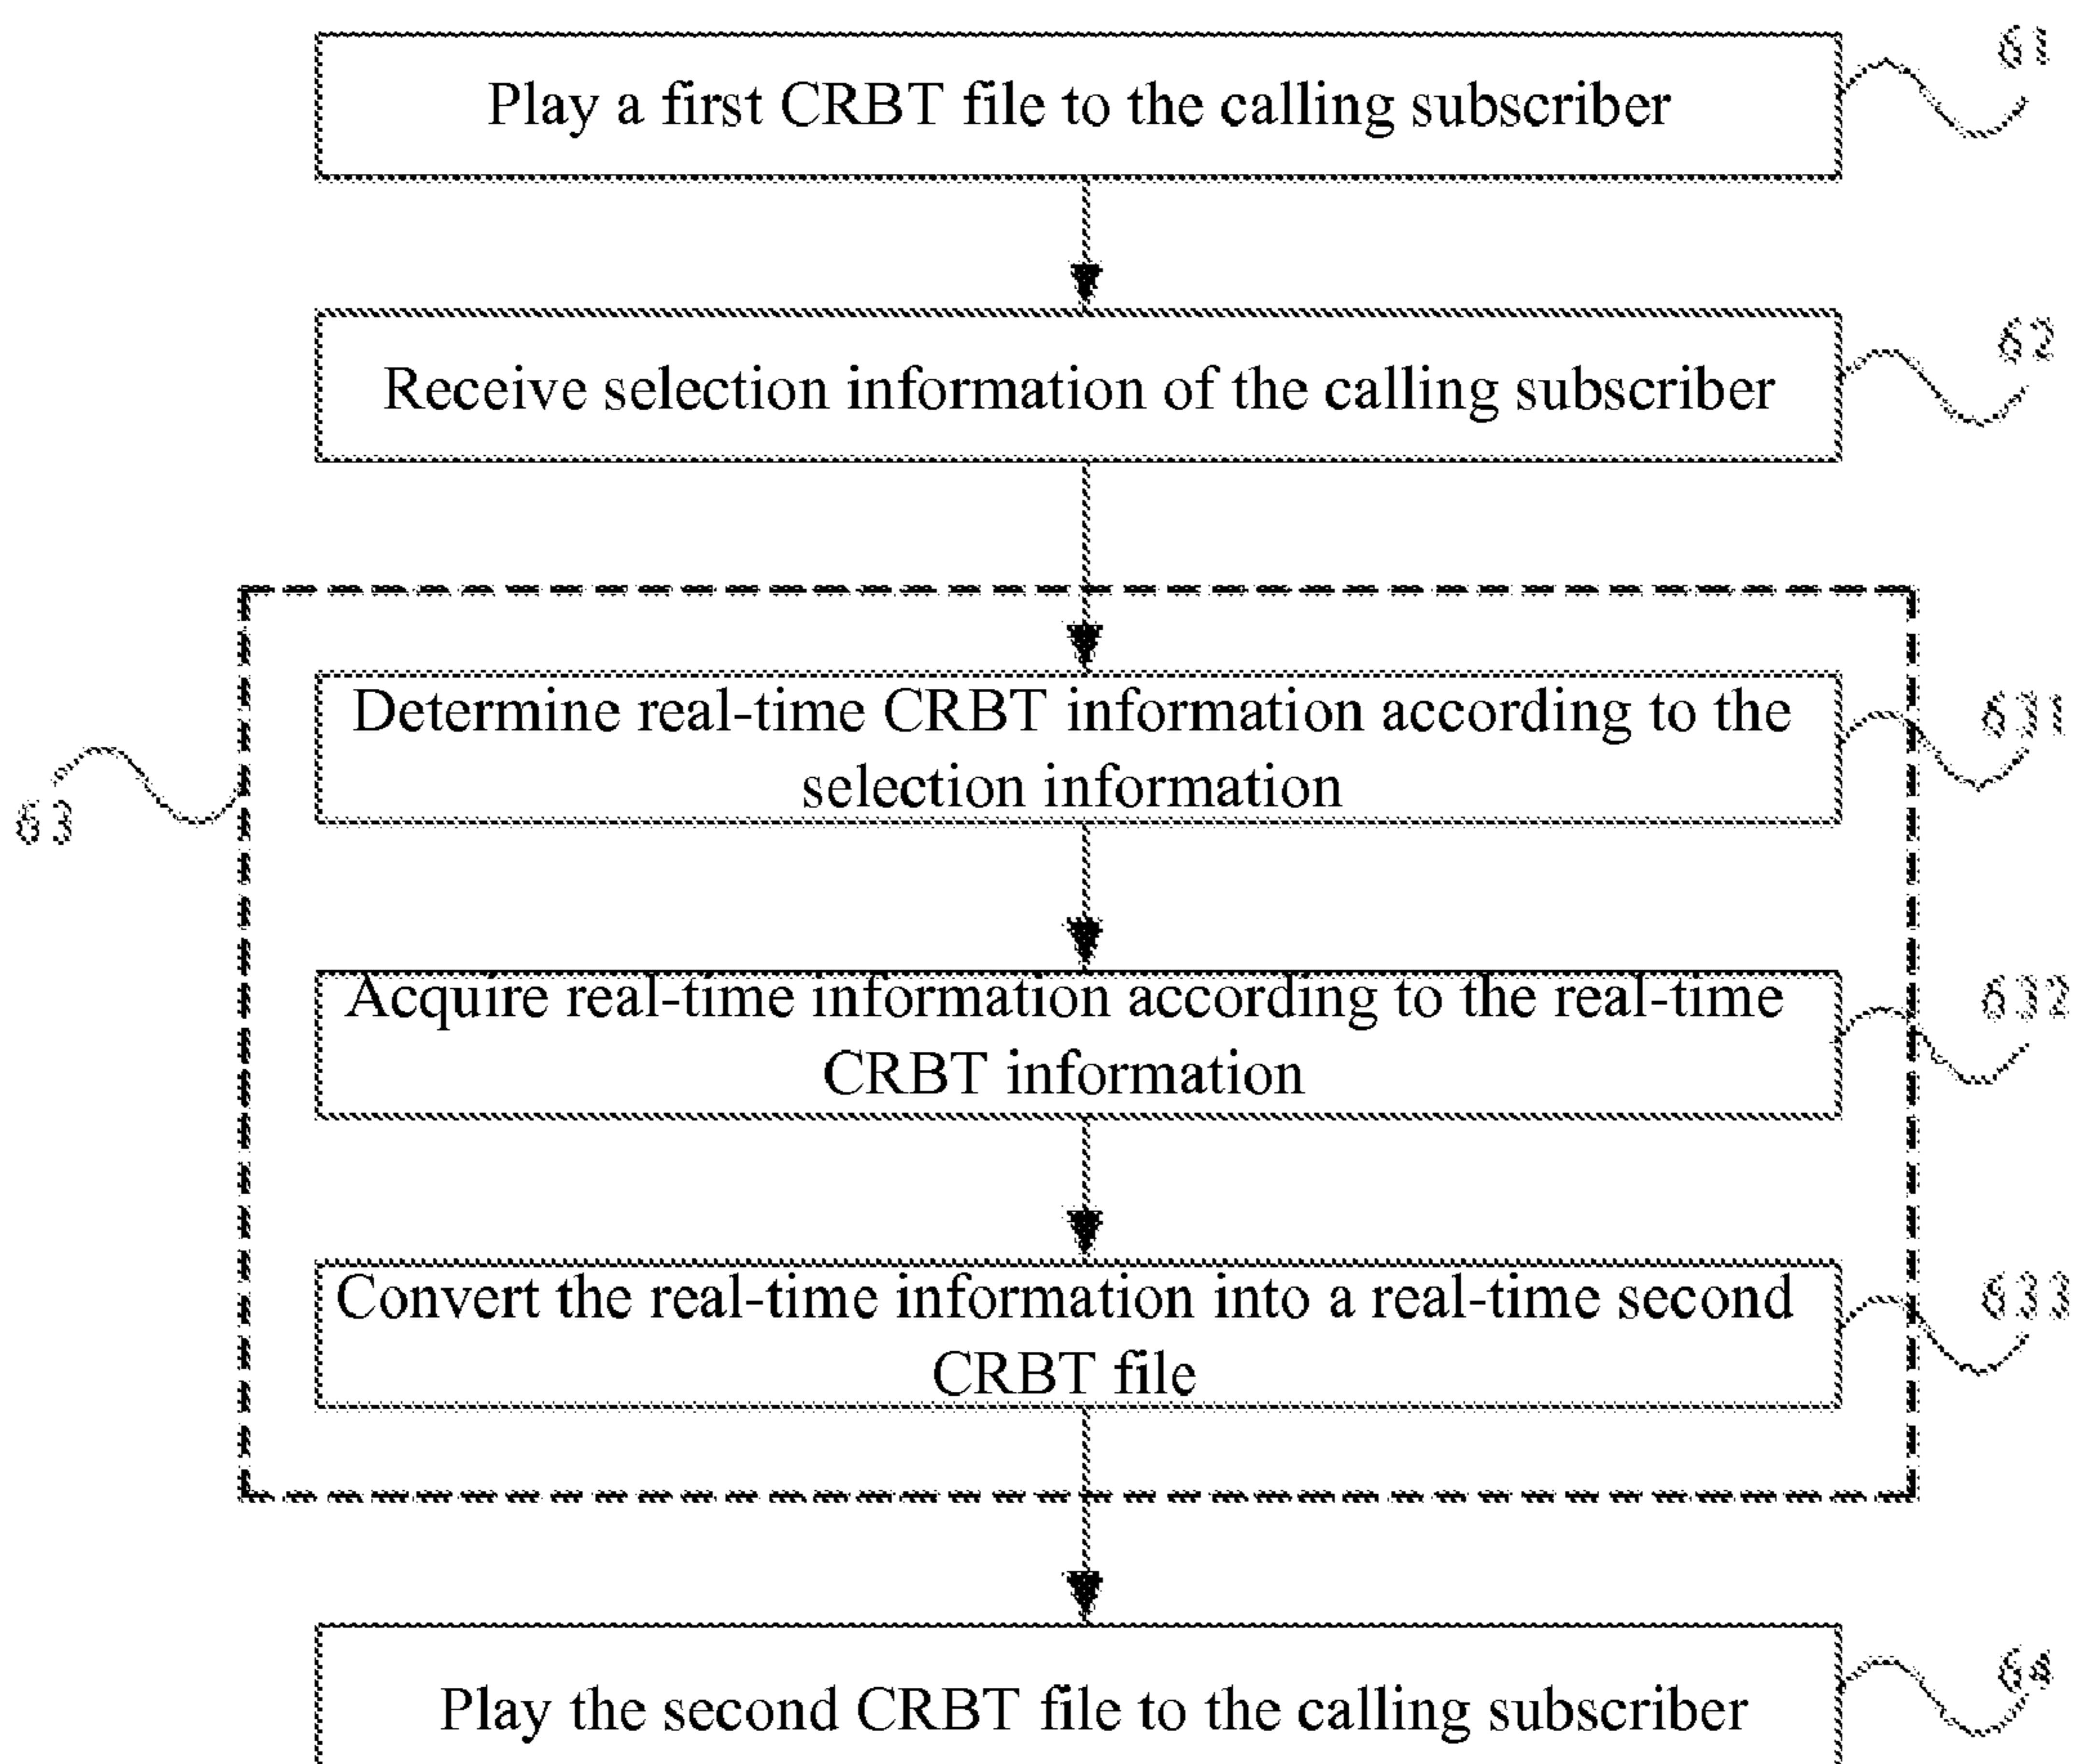 Play a first CRBT file to the calling subscriber
61
Receive selection information of the calling subscriber
62
63
Determine real-time CRBT information according to the
selection information
631
Acquire real-time information according to the real-time
CRBT information
632
Convert the real-time information into a real-time second
CRBT file
633
Play the second CRBT file to the calling subscriber
64